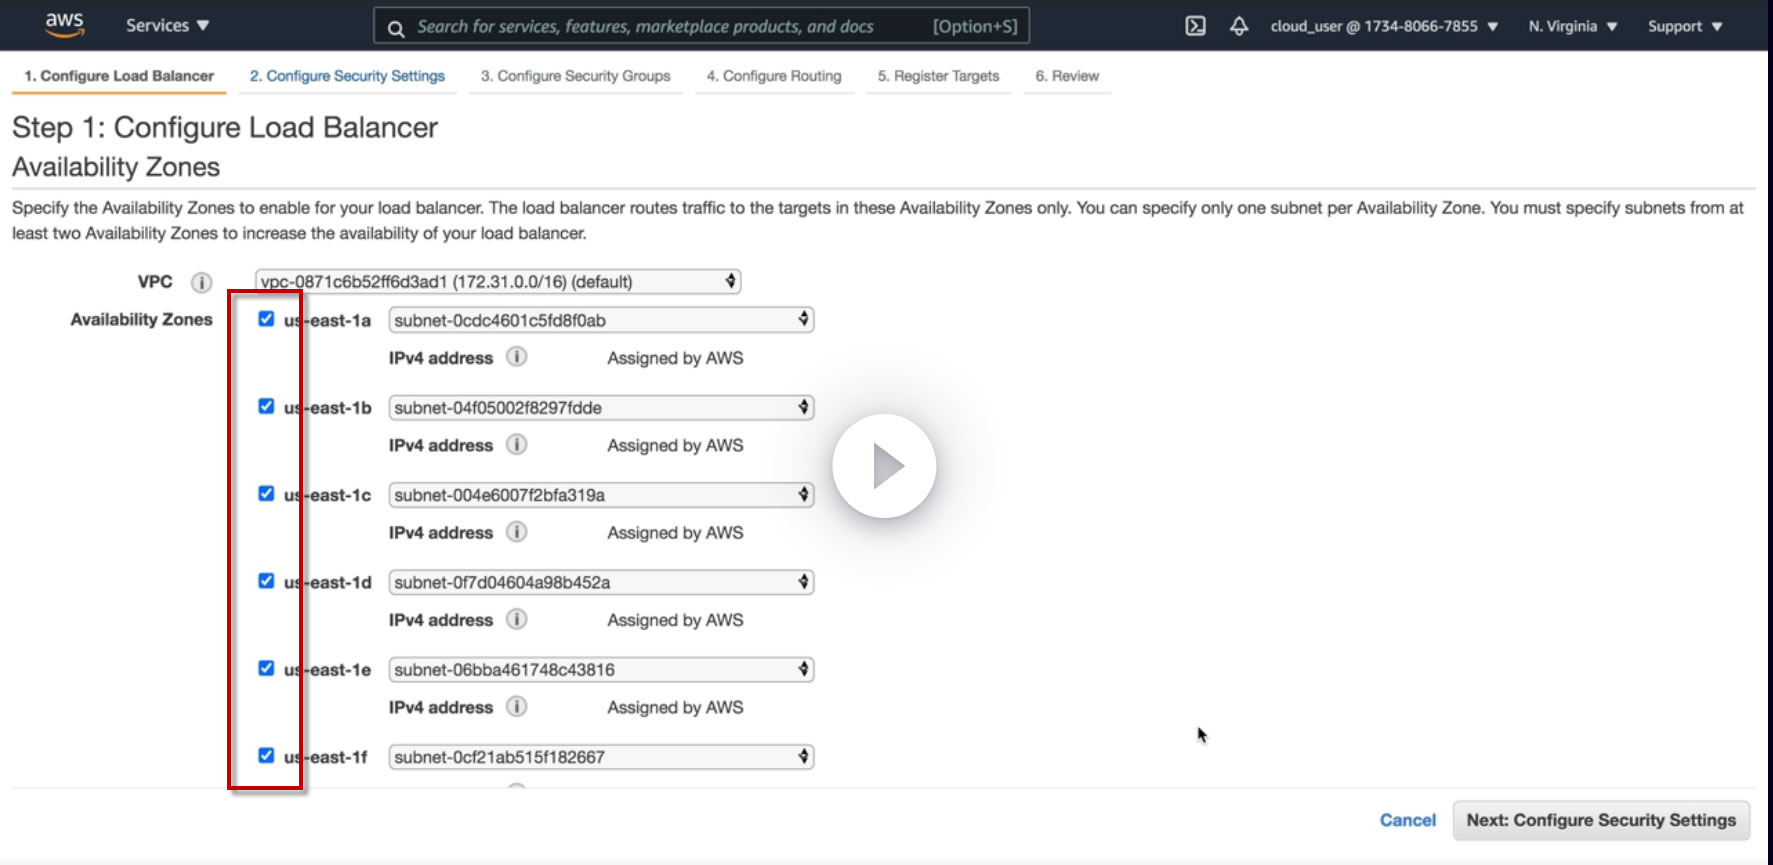 aws
Services ▼
Search for services, features, marketplace products, and docs [Option+S]
cloud_user @ 1734-8066-7855 ▼
N. Virginia ▼
Support ▼
1. Configure Load Balancer
2. Configure Security Settings
3. Configure Security Groups
4. Configure Routing
5. Register Targets
6. Review
Step 1: Configure Load Balancer
Availability Zones
Specify the Availability Zones to enable for your load balancer. The load balancer routes traffic to the targets in these Availability Zones only. You can specify only one subnet per Availability Zone. You must specify subnets from at
least two Availability Zones to increase the availability of your load balancer.
VPC i vpc-0871c6b52ff6d3ad1 (172.31.0.0/16) (default)
Availability Zones us-east-1a subnet-0cdc4601c5fd8f0ab
IPv4 address i Assigned by AWS
us-east-1b subnet-04f05002f8297fdde
IPv4 address i Assigned by AWS
us-east-1c subnet-004e6007f2bfa319a
IPv4 address i Assigned by AWS
us-east-1d subnet-0f7d04604a98b452a
IPv4 address i Assigned by AWS
us-east-1e subnet-06bba461748c43816
IPv4 address i Assigned by AWS
us-east-1f subnet-0cf21ab515f182667
Cancel
Next: Configure Security Settings